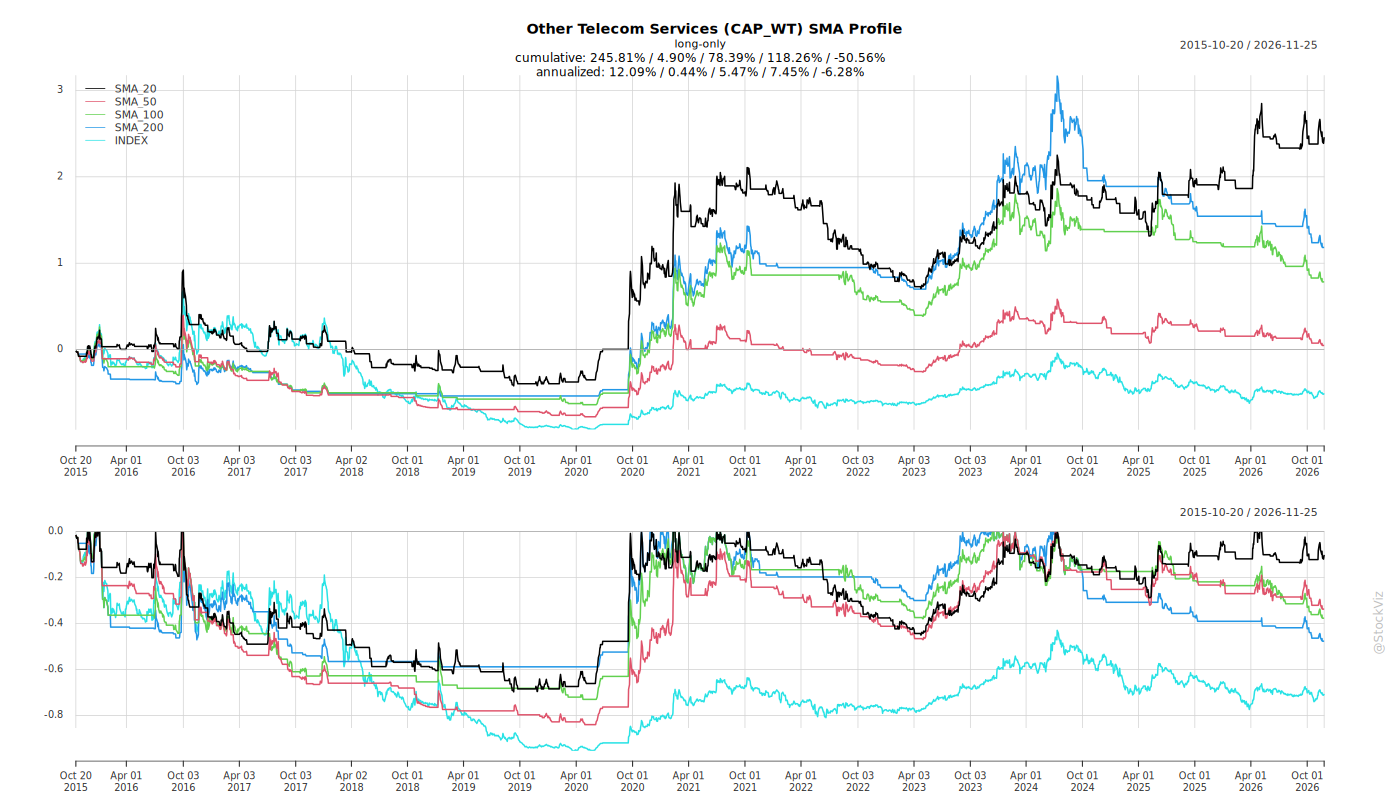 Other Telecom Services (CAP_WT) SMA Profile
long-only
cumulative: 245.81% / 4.90% / 78.39% / 118.26% / -50.56%
annualized: 12.09% / 0.44% / 5.47% / 7.45% / -6.28%
2015-10-20 / 2026-11-25
SMA_20
SMA_50
SMA_100
SMA_200
INDEX
3
2
1
0
Oct 20 2015
Apr 01 2016
Oct 03 2016
Apr 03 2017
Oct 03 2017
Apr 02 2018
Oct 01 2018
Apr 01 2019
Oct 01 2019
Apr 01 2020
Oct 01 2020
Apr 01 2021
Oct 01 2021
Apr 01 2022
Oct 03 2022
Apr 03 2023
Oct 03 2023
Apr 01 2024
Oct 01 2024
Apr 01 2025
Oct 01 2025
Apr 01 2026
Oct 01 2026
2015-10-20 / 2026-11-25
0.0
-0.2
-0.4
-0.6
-0.8
Oct 20 2015
Apr 01 2016
Oct 03 2016
Apr 03 2017
Oct 03 2017
Apr 02 2018
Oct 01 2018
Apr 01 2019
Oct 01 2019
Apr 01 2020
Oct 01 2020
Apr 01 2021
Oct 01 2021
Apr 01 2022
Oct 03 2022
Apr 03 2023
Oct 03 2023
Apr 01 2024
Oct 01 2024
Apr 01 2025
Oct 01 2025
Apr 01 2026
Oct 01 2026
@StockViz